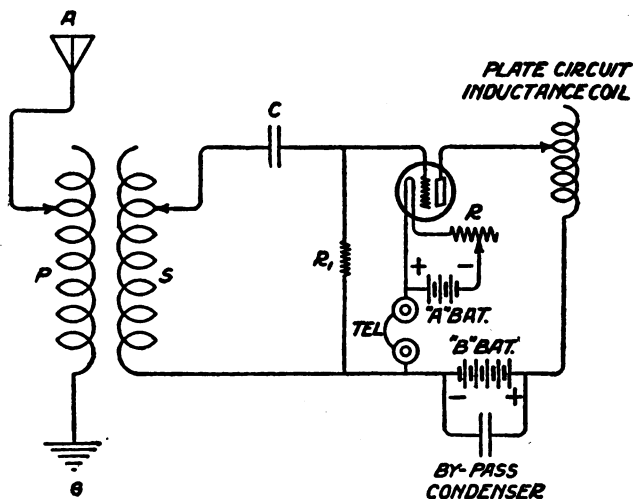 A
PLATE CIRCUIT
INDUCTANCE COIL
C
R
R1
P
S
+ -
"A" BAT.
TEL
"B" BAT.
- +
BY-PASS
CONDENSER
G